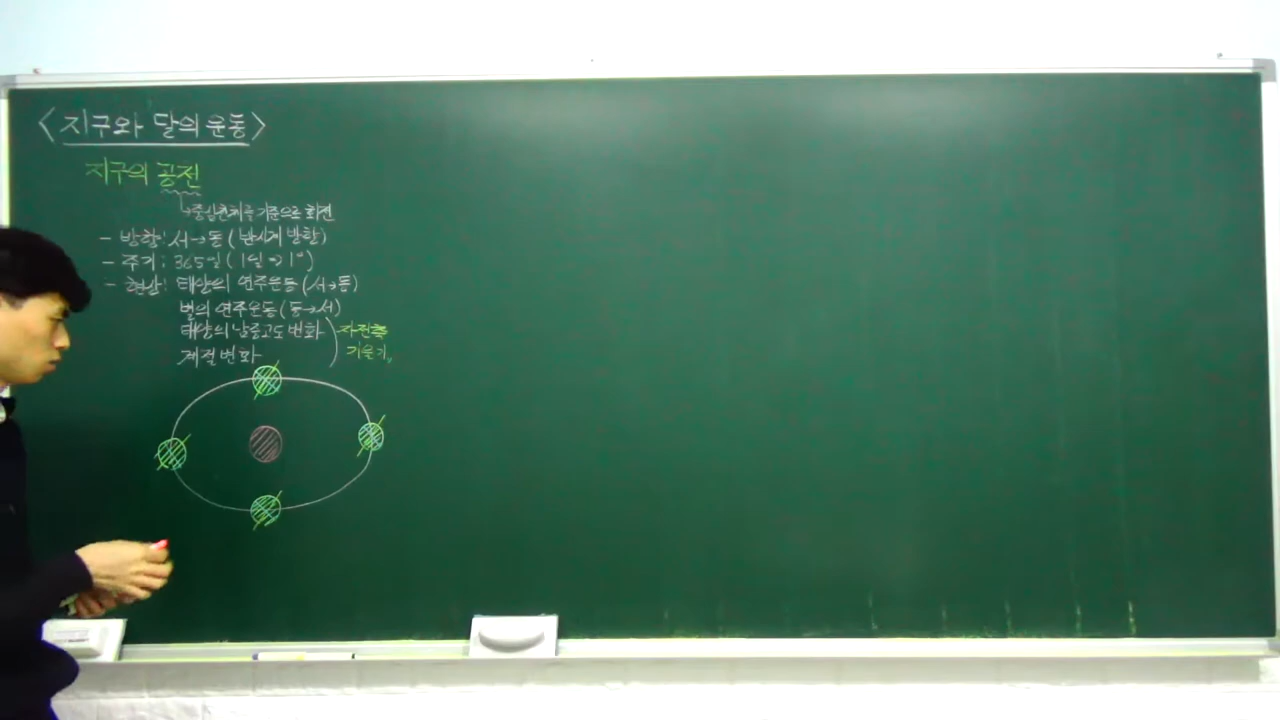 <지구와 달의 운동>
지구의 공전
↳중심천체를 기준으로 회전
- 방향: 서→동 (반시계 방향)
- 주기: 365일 (1일 ⇒ 1°)
- 현상: 태양의 연주운동 (서→동)
별의 연주운동 (동→서)
태양의 남중고도 변화
계절변화
자전축
기울기